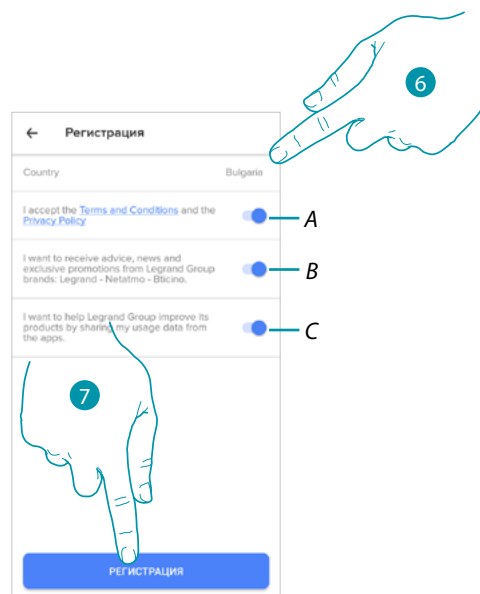 6
← Регистрация
Country Bulgaria
I accept the Terms and Conditions and the
Privacy Policy
A
I want to receive advice, news and
exclusive promotions from Legrand Group
brands: Legrand - Netatmo - Bticino.
B
I want to help Legrand Group improve its
products by sharing my usage data from
the apps.
C
7
РЕГИСТРАЦИЯ